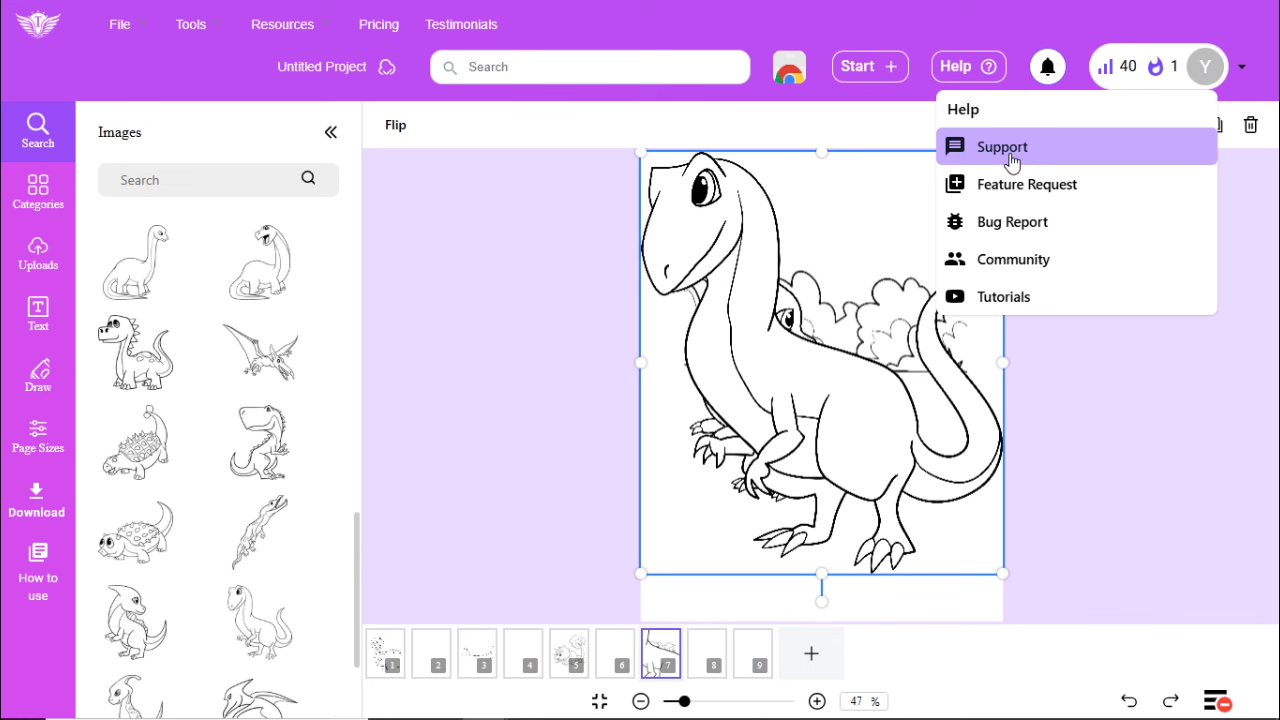 File Tools Resources Pricing Testimonials
Untitled Project Search Start + Help 40 1 Y
Help
Support
Feature Request
Bug Report
Community
Tutorials
Search
Categories
Uploads
Text
Draw
Page Sizes
Download
How to
use
Images
Search
Flip
1 2 3 4 5 6 7 8 9 +
47 %